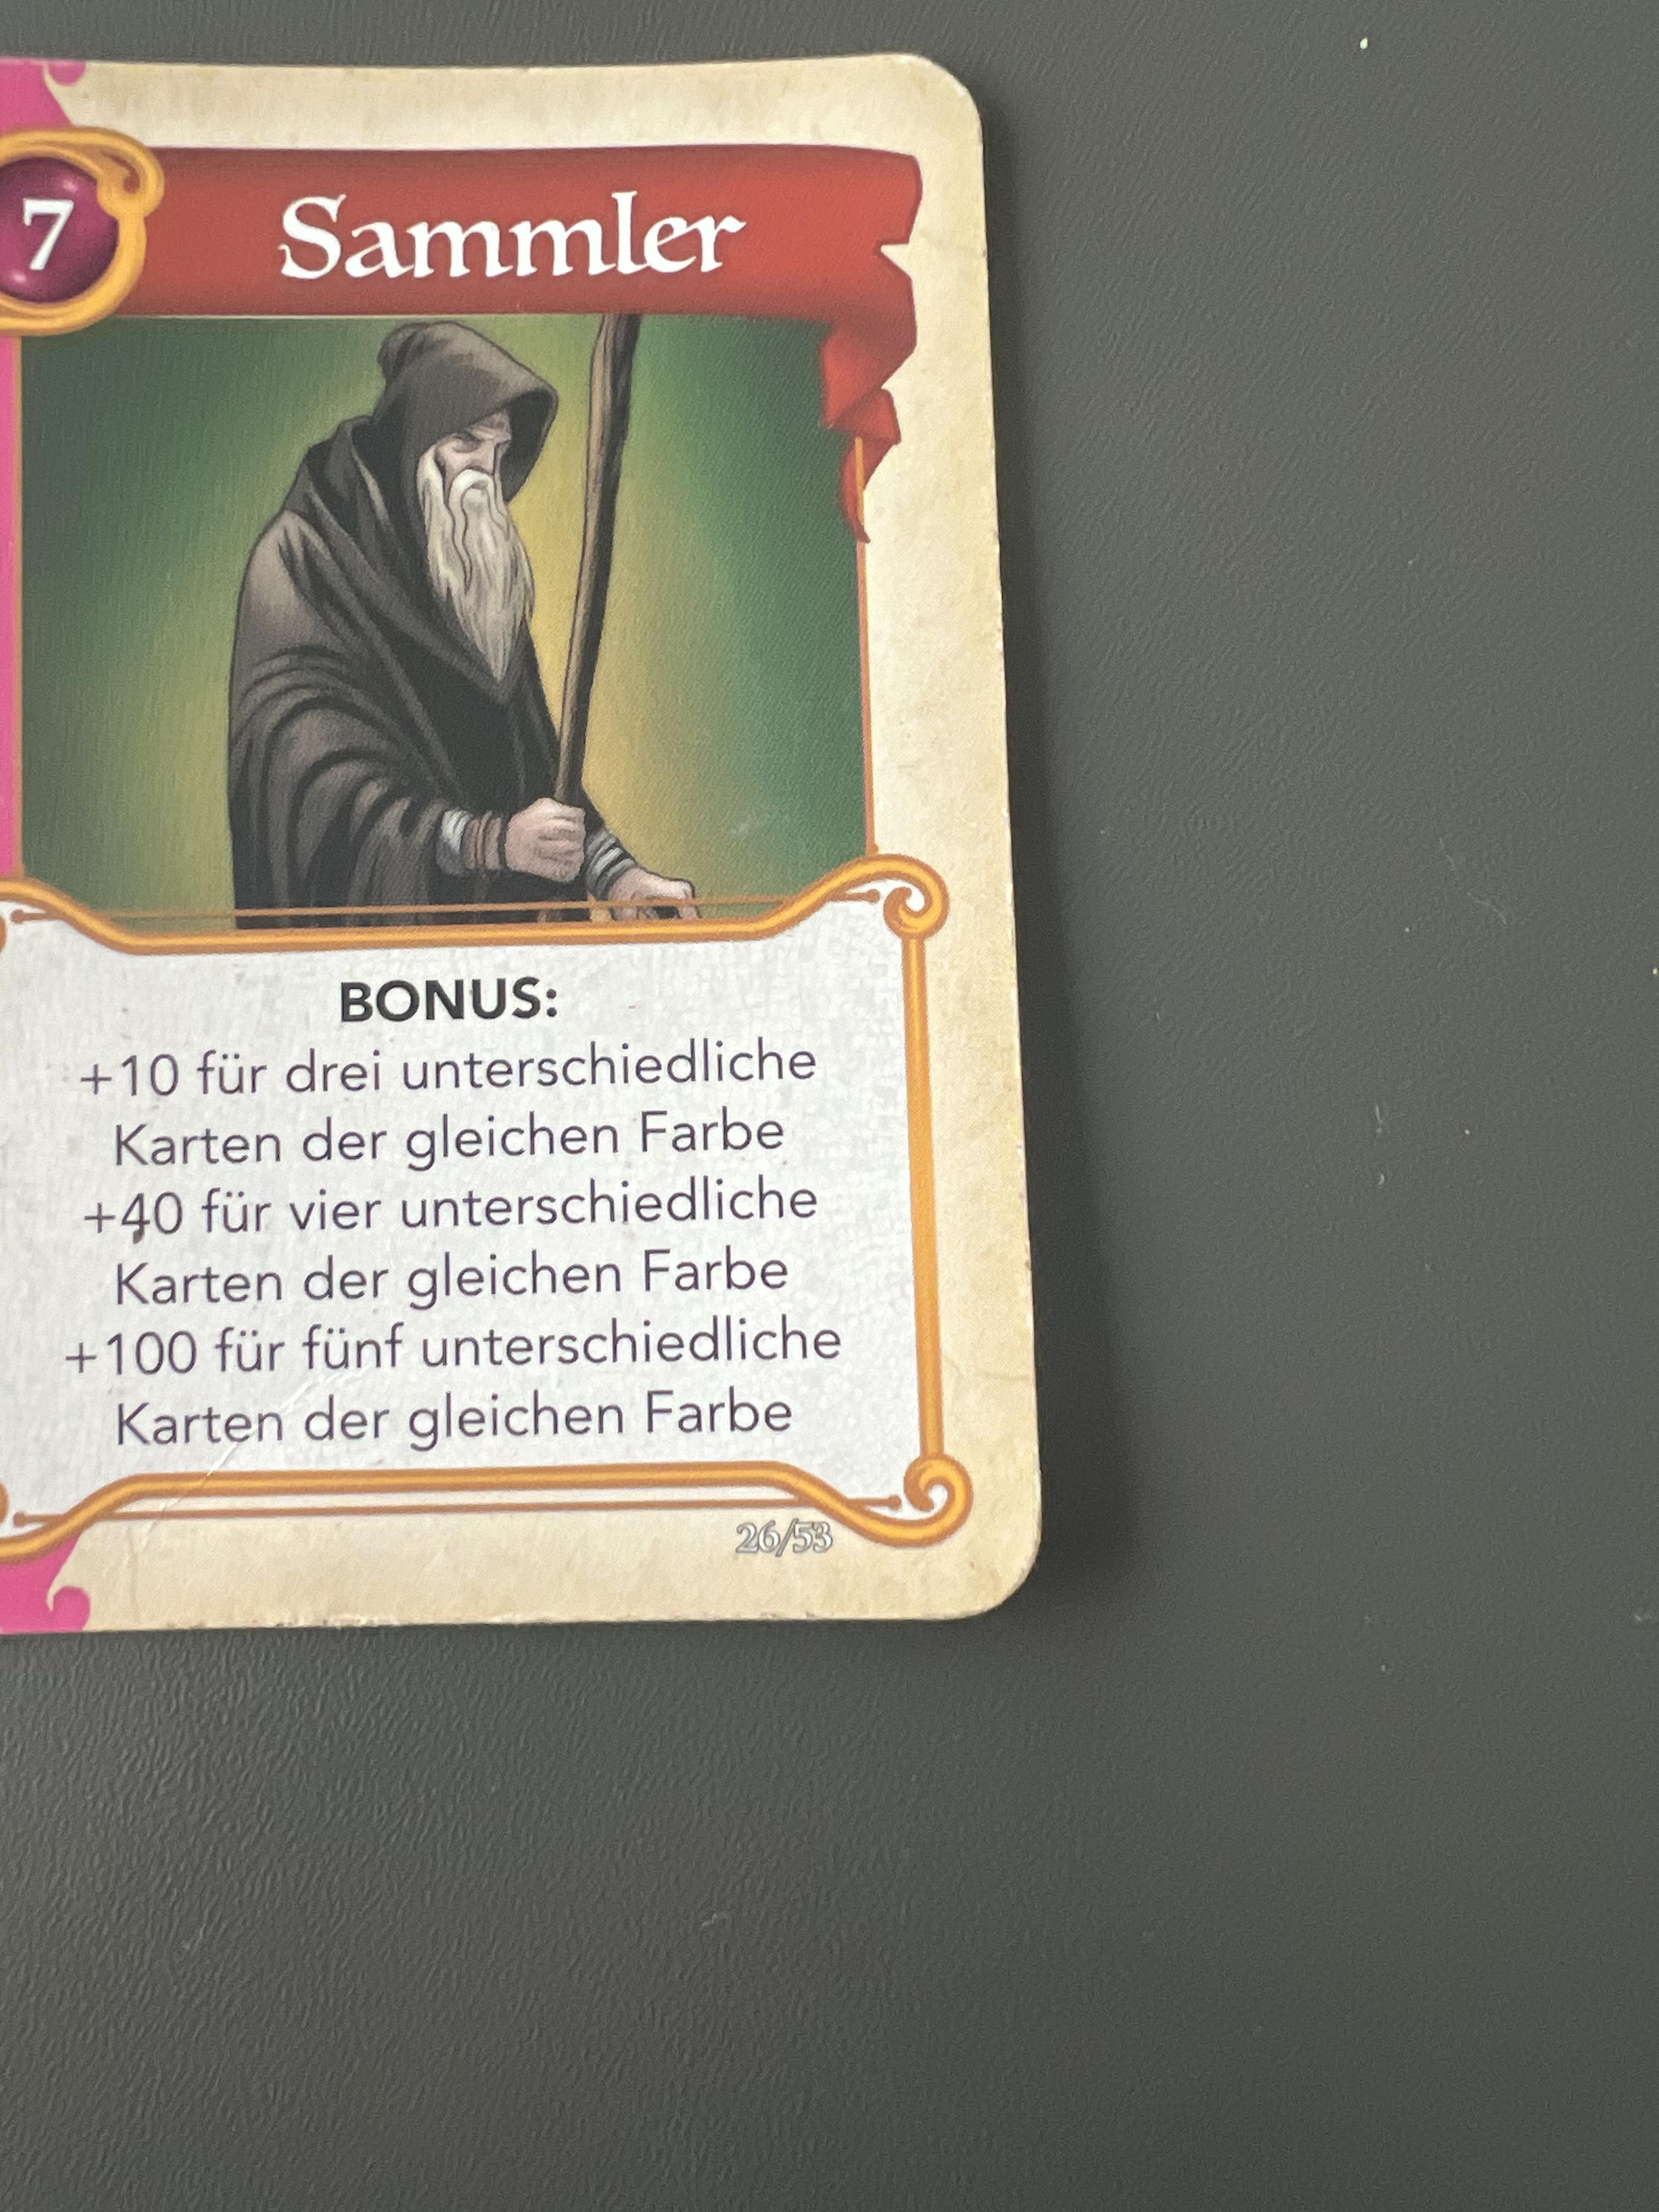 7
Sammler
BONUS:
+10 für drei unterschiedliche
Karten der gleichen Farbe
+40 für vier unterschiedliche
Karten der gleichen Farbe
+100 für fünf unterschiedliche
Karten der gleichen Farbe
26/53